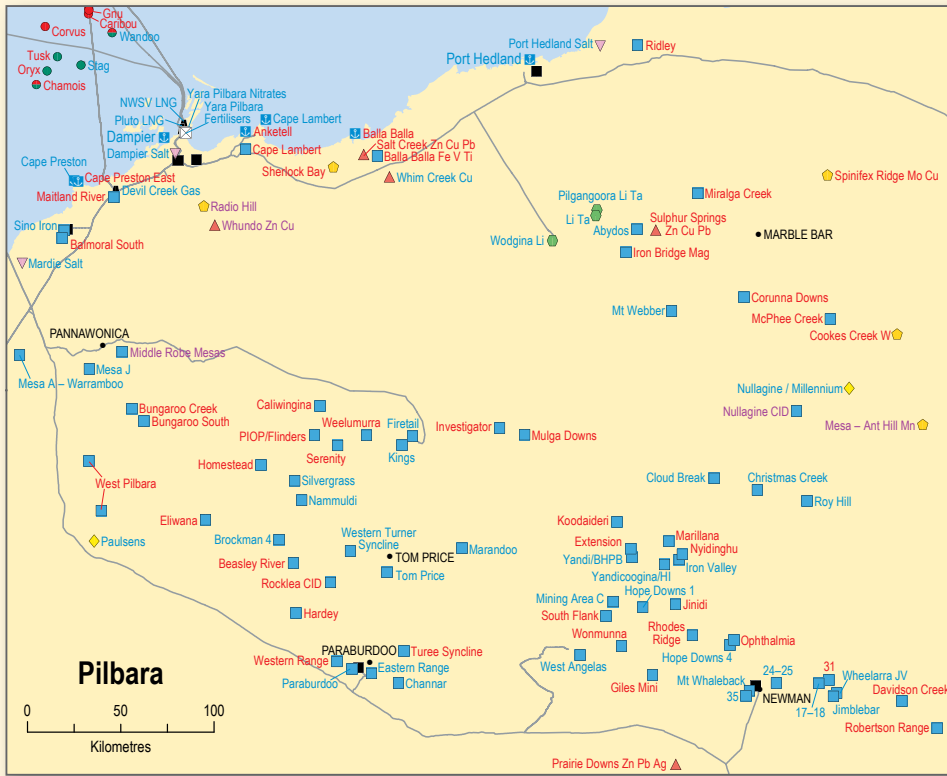 Gnu
Caribou
Corvus
Wandoo
Tusk
Stag
Oryx
Chamois
Port Hedland Salt
Ridley
Port Hedland
NWSV LNG
Yara Pilbara Nitrates
Pluto LNG
Yara Pilbara
Fertilisers
Cape Lambert
Dampier
Anketell
Balla Balla
Salt Creek Zn Cu Pb
Dampier Salt
Cape Lambert
Balla Balla Fe V Ti
Cape Preston
Sherlock Bay
Whim Creek Cu
Spinifex Ridge Mo Cu
Cape Preston East
Devil Creek Gas
Maitland River
Pilgangoora Li Ta
Miralga Creek
Radio Hill
Li Ta
Sulphur Springs
Zn Cu Pb
Whundo Zn Cu
Abydos
Sino Iron
Balmoral South
Wodgina Li
MARBLE BAR
Iron Bridge Mag
Mardie Salt
Corunna Downs
Mt Webber
McPhee Creek
PANNAWONICA
Cookes Creek W
Middle Robe Mesas
Mesa J
Mesa A – Warramboo
Nullagine / Millennium
Bungaroo Creek
Caliwingina
Nullagine CID
Bungaroo South
Weelumurra
Firetail
Investigator
Mesa – Ant Hill Mn
PIOP/Flinders
Mulga Downs
Serenity
Kings
Homestead
West Pilbara
Silvergrass
Cloud Break
Christmas Creek
Nammuldi
Roy Hill
Eliwana
Koodaideri
Paulsens
Brockman 4
Western Turner
Syncline
Marandoo
Extension
Marillana
Nyidinghu
TOM PRICE
Yandi/BHPB
Iron Valley
Beasley River
Tom Price
Yandicoogina/HI
Rocklea CID
Mining Area C
Hope Downs 1
Jinidi
Hardey
South Flank
Wonmunna
Rhodes
Ridge
Ophthalmia
PARABURDOO
Turee Syncline
Western Range
West Angelas
Hope Downs 4
Pilbara
Paraburdoo
Eastern Range
Channar
Giles Mini
Mt Whaleback
24–25
31
Wheelarra JV
35
NEWMAN
17–18
Jimblebar
Davidson Creek
Robertson Range
0 50 100
Kilometres
Prairie Downs Zn Pb Ag